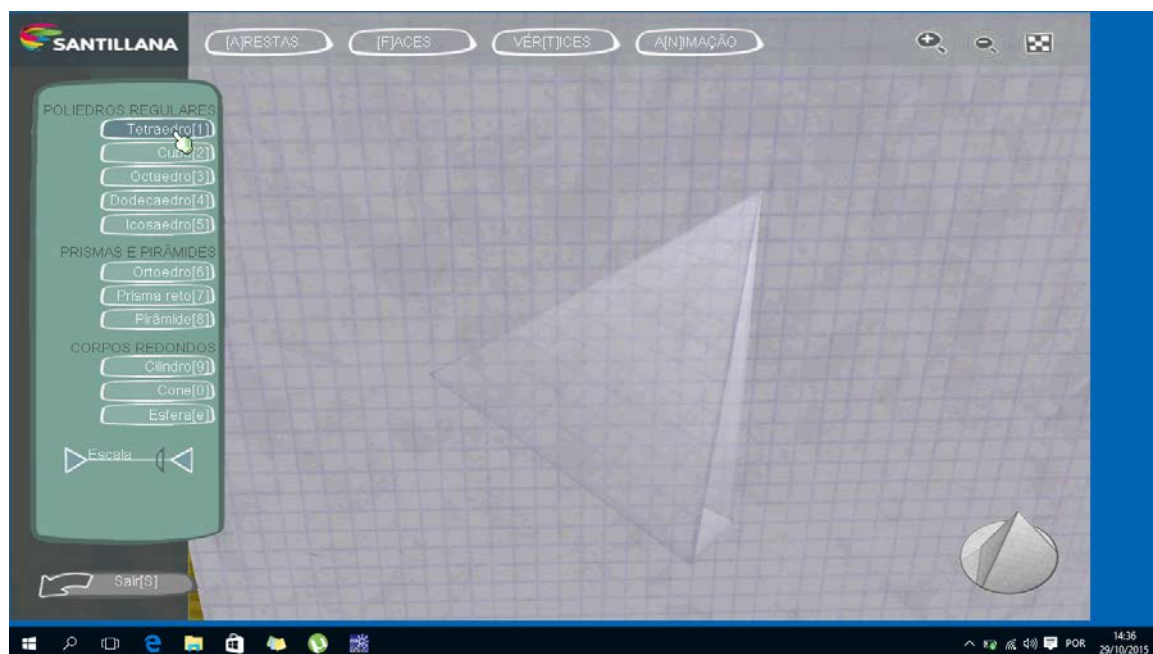 SANTILLANA
[A]RESTAS [F]ACES VÉR[T]ICES A[N]IMAÇÃO
POLIEDROS REGULARES
Tetraedro[1]
Cubo[2]
Octaedro[3]
Dodecaedro[4]
Icosaedro[5]
PRISMAS E PIRÂMIDES
Ortoedro[6]
Prisma reto[7]
Pirâmide[8]
CORPOS REDONDOS
Cilindro[9]
Cone[0]
Esfera[e]
Escala
Sair[S]
POR 14:36
29/10/2015